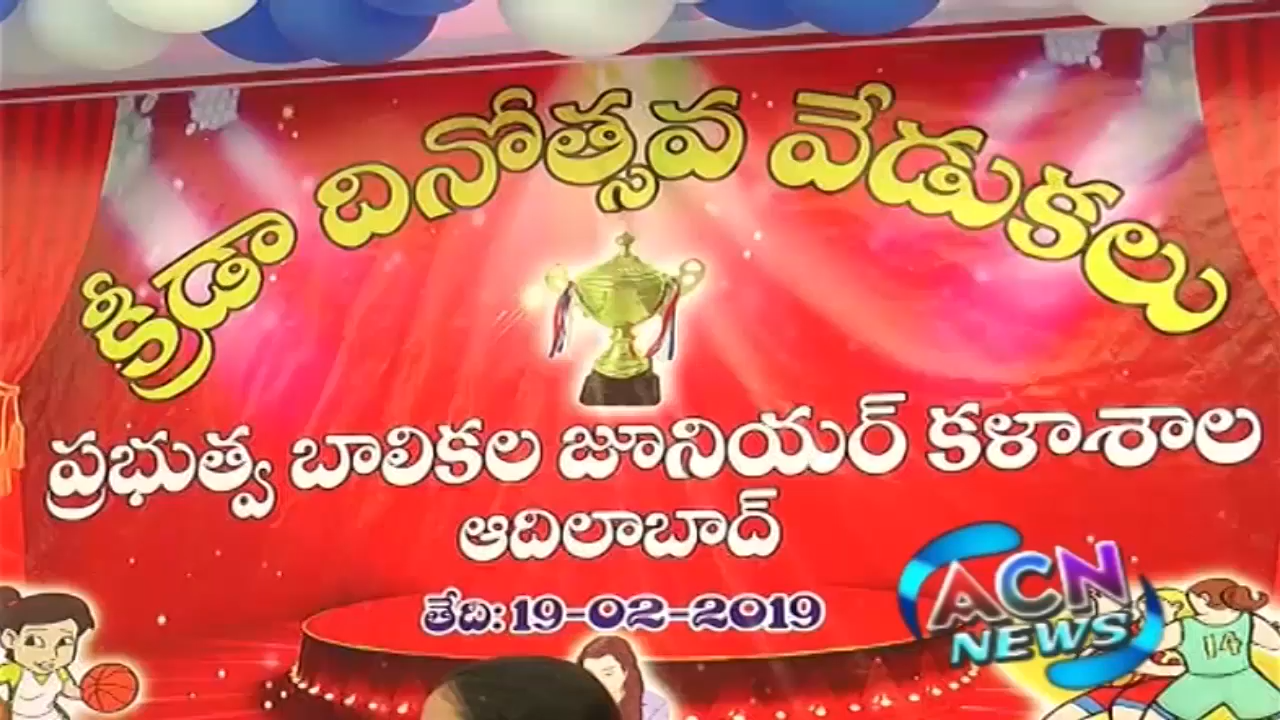 క్రీడా దినోత్సవ వేడుకలు
ప్రభుత్వ బాలికల జూనియర్ కళాశాల
ఆదిలాబాద్
తేది: 19-02-2019
ACN
NEWS
14